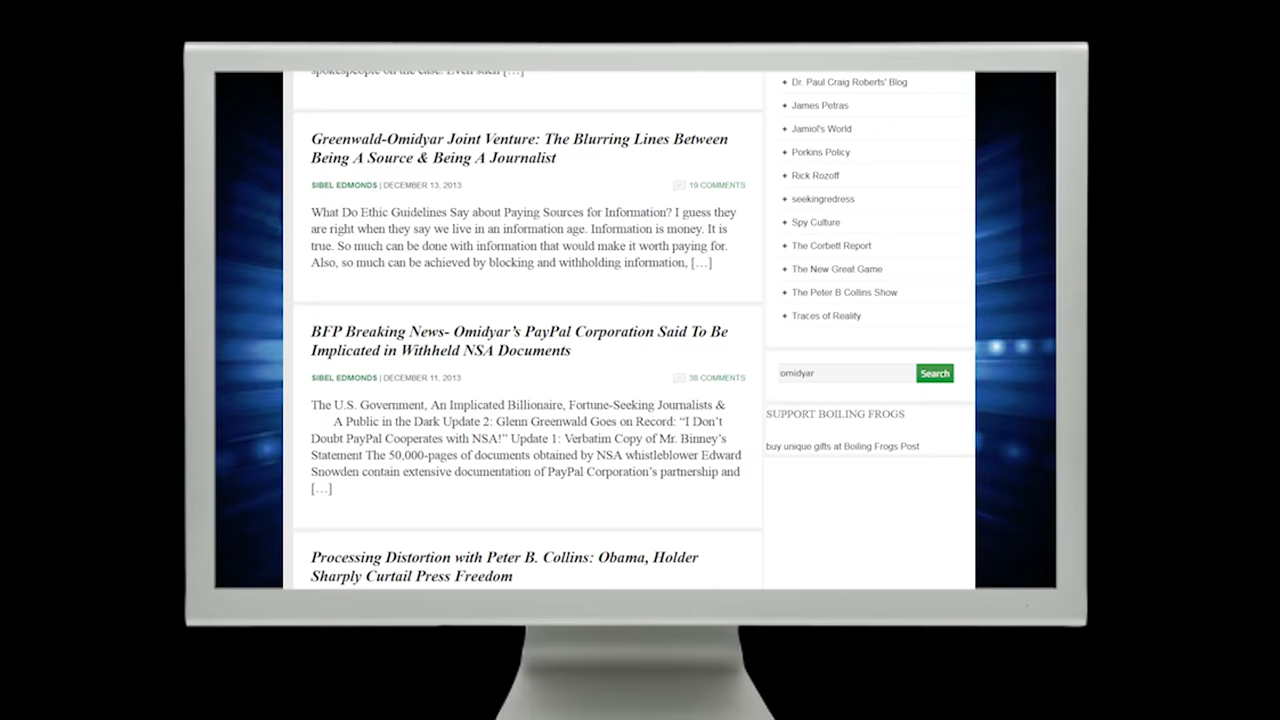 spokespeople on the case. Even such […]
Greenwald-Omidyar Joint Venture: The Blurring Lines Between
Being A Source & Being A Journalist
SIBEL EDMONDS | DECEMBER 13, 2013
19 COMMENTS
What Do Ethic Guidelines Say about Paying Sources for Information? I guess they
are right when they say we live in an information age. Information is money. It is
true. So much can be done with information that would make it worth paying for.
Also, so much can be achieved by blocking and withholding information, […]
BFP Breaking News- Omidyar’s PayPal Corporation Said To Be
Implicated in Withheld NSA Documents
SIBEL EDMONDS | DECEMBER 11, 2013
38 COMMENTS
The U.S. Government, An Implicated Billionaire, Fortune-Seeking Journalists &
A Public in the Dark Update 2: Glenn Greenwald Goes on Record: “I Don’t
Doubt PayPal Cooperates with NSA!” Update 1: Verbatim Copy of Mr. Binney’s
Statement The 50,000-pages of documents obtained by NSA whistleblower Edward
Snowden contain extensive documentation of PayPal Corporation’s partnership and
[…]
Processing Distortion with Peter B. Collins: Obama, Holder
Sharply Curtail Press Freedom
Dr. Paul Craig Roberts' Blog
James Petras
Jamiol's World
Porkins Policy
Rick Rozoff
seekingredress
Spy Culture
The Corbett Report
The New Great Game
The Peter B Collins Show
Traces of Reality
omidyar
Search
SUPPORT BOILING FROGS
buy unique gifts at Boiling Frogs Post